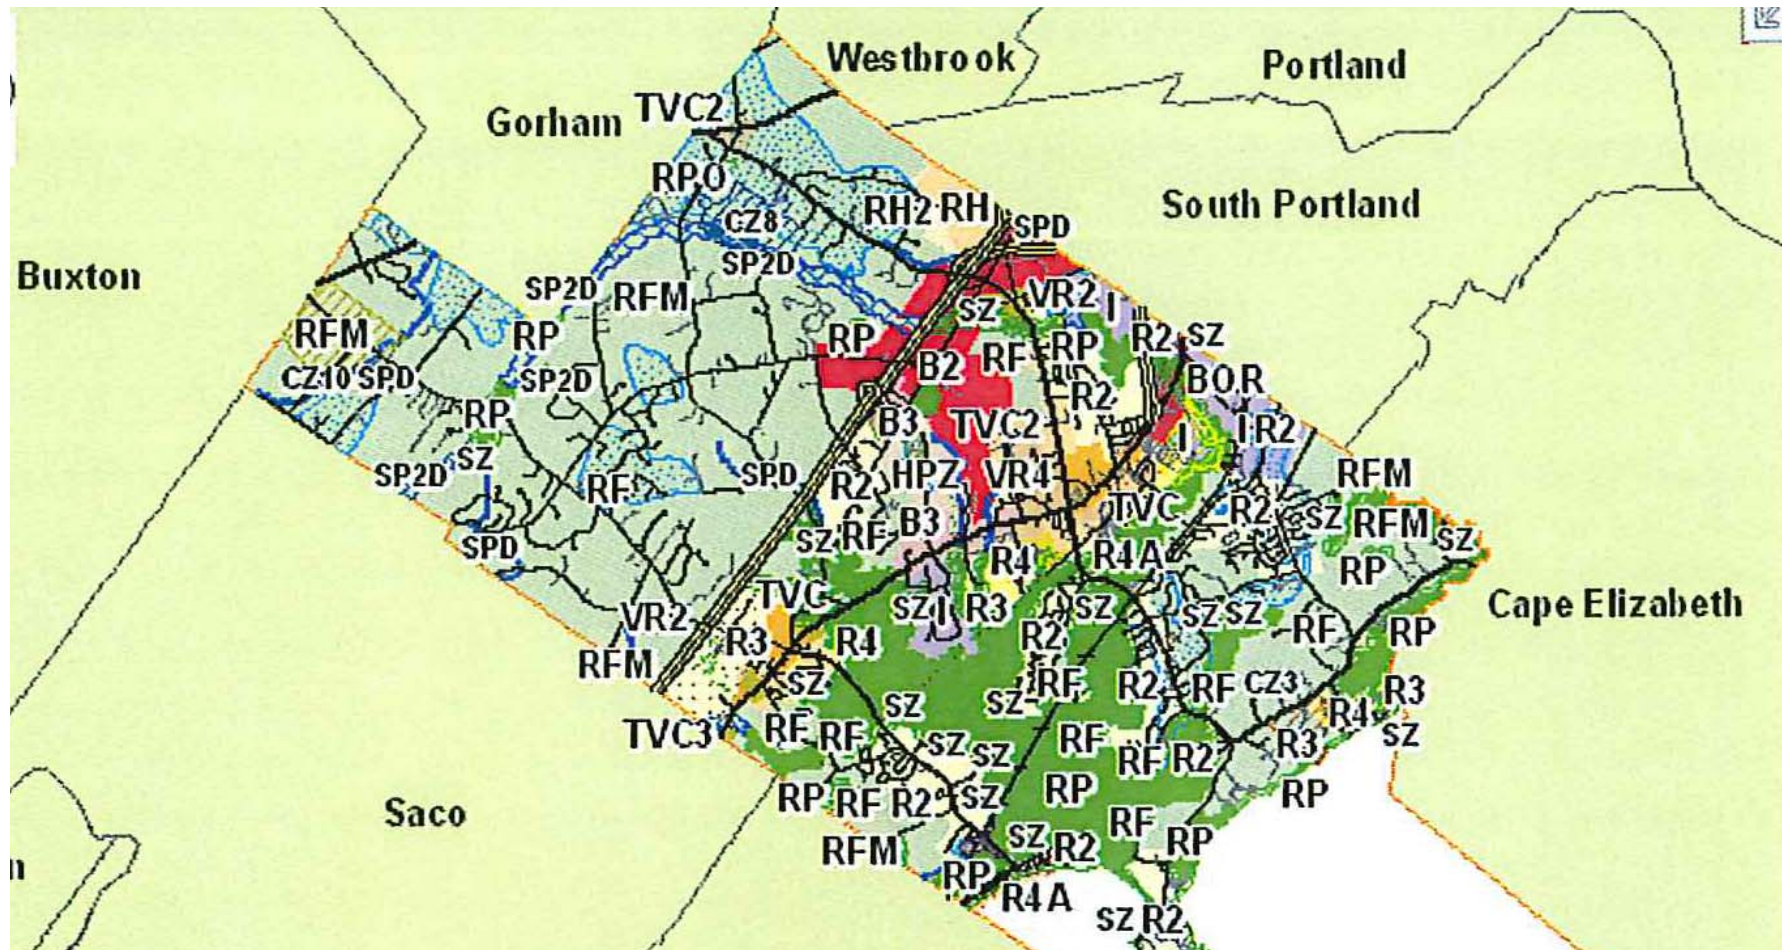 Westbrook
Portland
Gorham
TVC2
RPO
South Portland
CZ8
RH2
RH
SPD
Buxton
SP2D
SP2D
RFM
VR2
I
SZ
RFM
RP
RP
B2
RF
RP
R2
SZ
CZ10
SPD
SP2D
BOR
R2
RP
B3
TVC2
I
I
R2
SZ
SP2D
RF
SPD
R2
HPZ
VR4
RFM
TVC
R2
SZ
RFM
SZ
SPD
SZ
RF
B3
R4
R4A
RP
TVC
SZ
I
R3
SZ
SZ
SZ
Cape Elizabeth
VR2
R3
R4
R2
RF
RP
RFM
SZ
RF
R2
RF
CZ3
R3
SZ
SZ
R4
TVC3
RF
RF
SZ
SZ
RF
RF
R2
R3
SZ
RP
RF
R2
SZ
RP
RP
Saco
RFM
SZ
R2
RF
RP
RP
R4A
SZ
R2